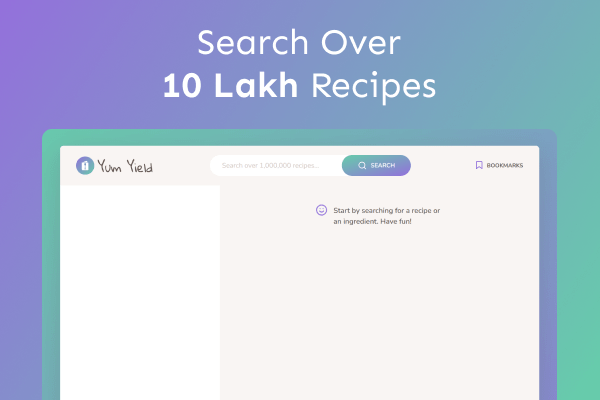 Search Over
10 Lakh Recipes
Yum Yield
Search over 1,000,000 recipes...
SEARCH
BOOKMARKS
Start by searching for a recipe or
an ingredient. Have fun!